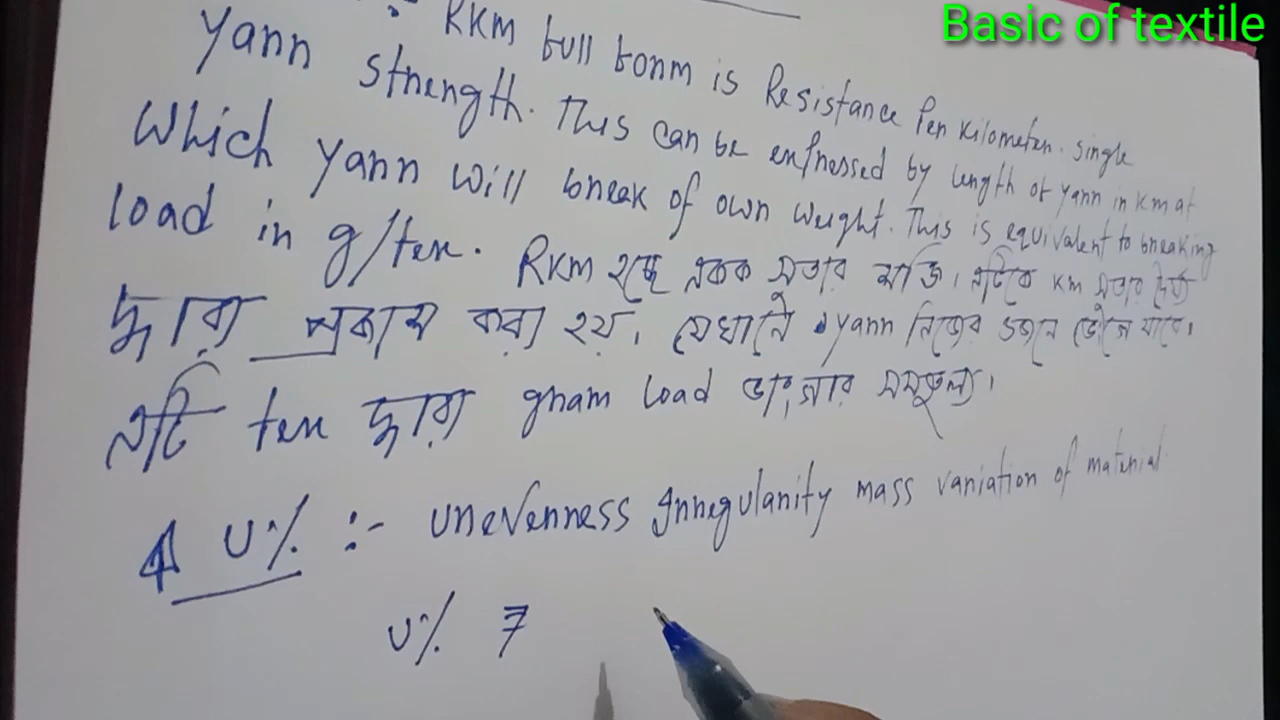 Basic of textile
RKM full form is Resistance Per kilometer. single
yarn strength. This can be expressed by length of yarn in km at
Which yarn will break of own weight. This is equivalent to breaking
load in g/tex. Rkm হচ্ছে একক সুতার শক্তি। এটিকে km সুতার দৈর্ঘ্য
দ্বারা প্রকাশ করা হয়। যেখানে yarn নিজের ওজনে ভেঙ্গে যাবে।
এটি tex দ্বারা gram load ভাঙ্গার সমতুল্য।
4 U% :- unevenness Irregularity mass variation of material
U% 7